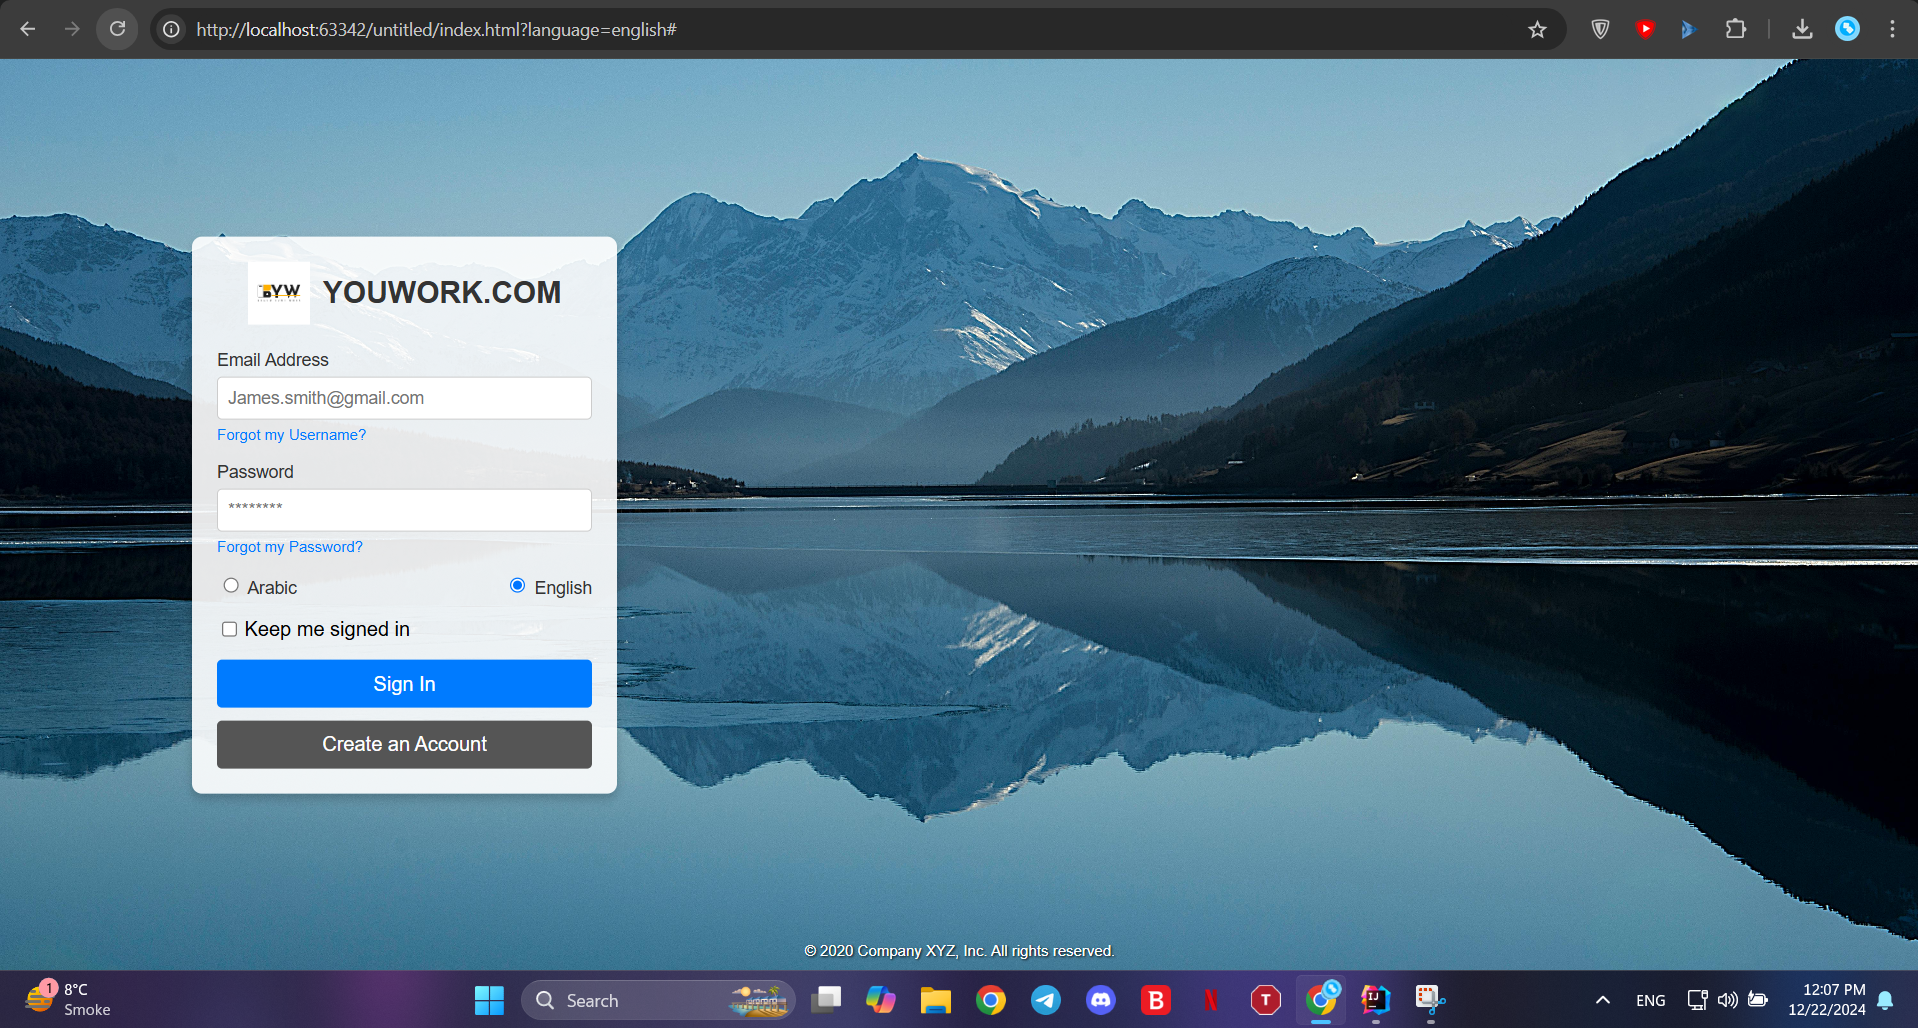 http://localhost:63342/untitled/index.html?language=english#
BYW
YOUWORK.COM
Email Address
James.smith@gmail.com
Forgot my Username?
Password
********
Forgot my Password?
Arabic
English
Keep me signed in
Sign In
Create an Account
© 2020 Company XYZ, Inc. All rights reserved.
1
8°C
Smoke
Search
B
N
T
IJ
ENG
12:07 PM
12/22/2024